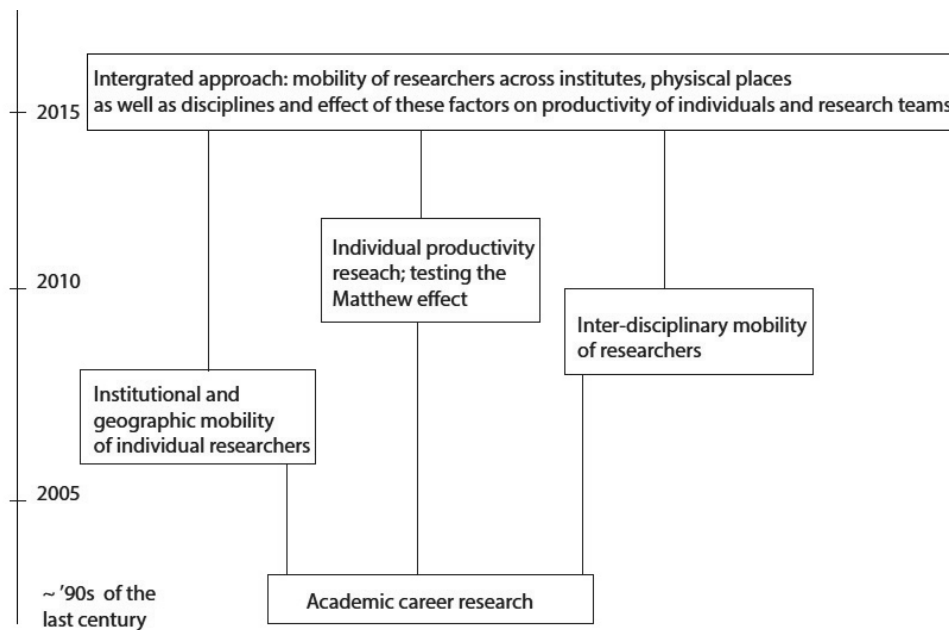 Intergrated approach: mobility of researchers across institutes, physiscal places
as well as disciplines and effect of these factors on productivity of individuals and research teams
2015
Individual productivity
reseach; testing the
Matthew effect
2010
Inter-disciplinary mobility
of researchers
Institutional and
geographic mobility
of individual researchers
2005
~ '90s of the
last century
Academic career research